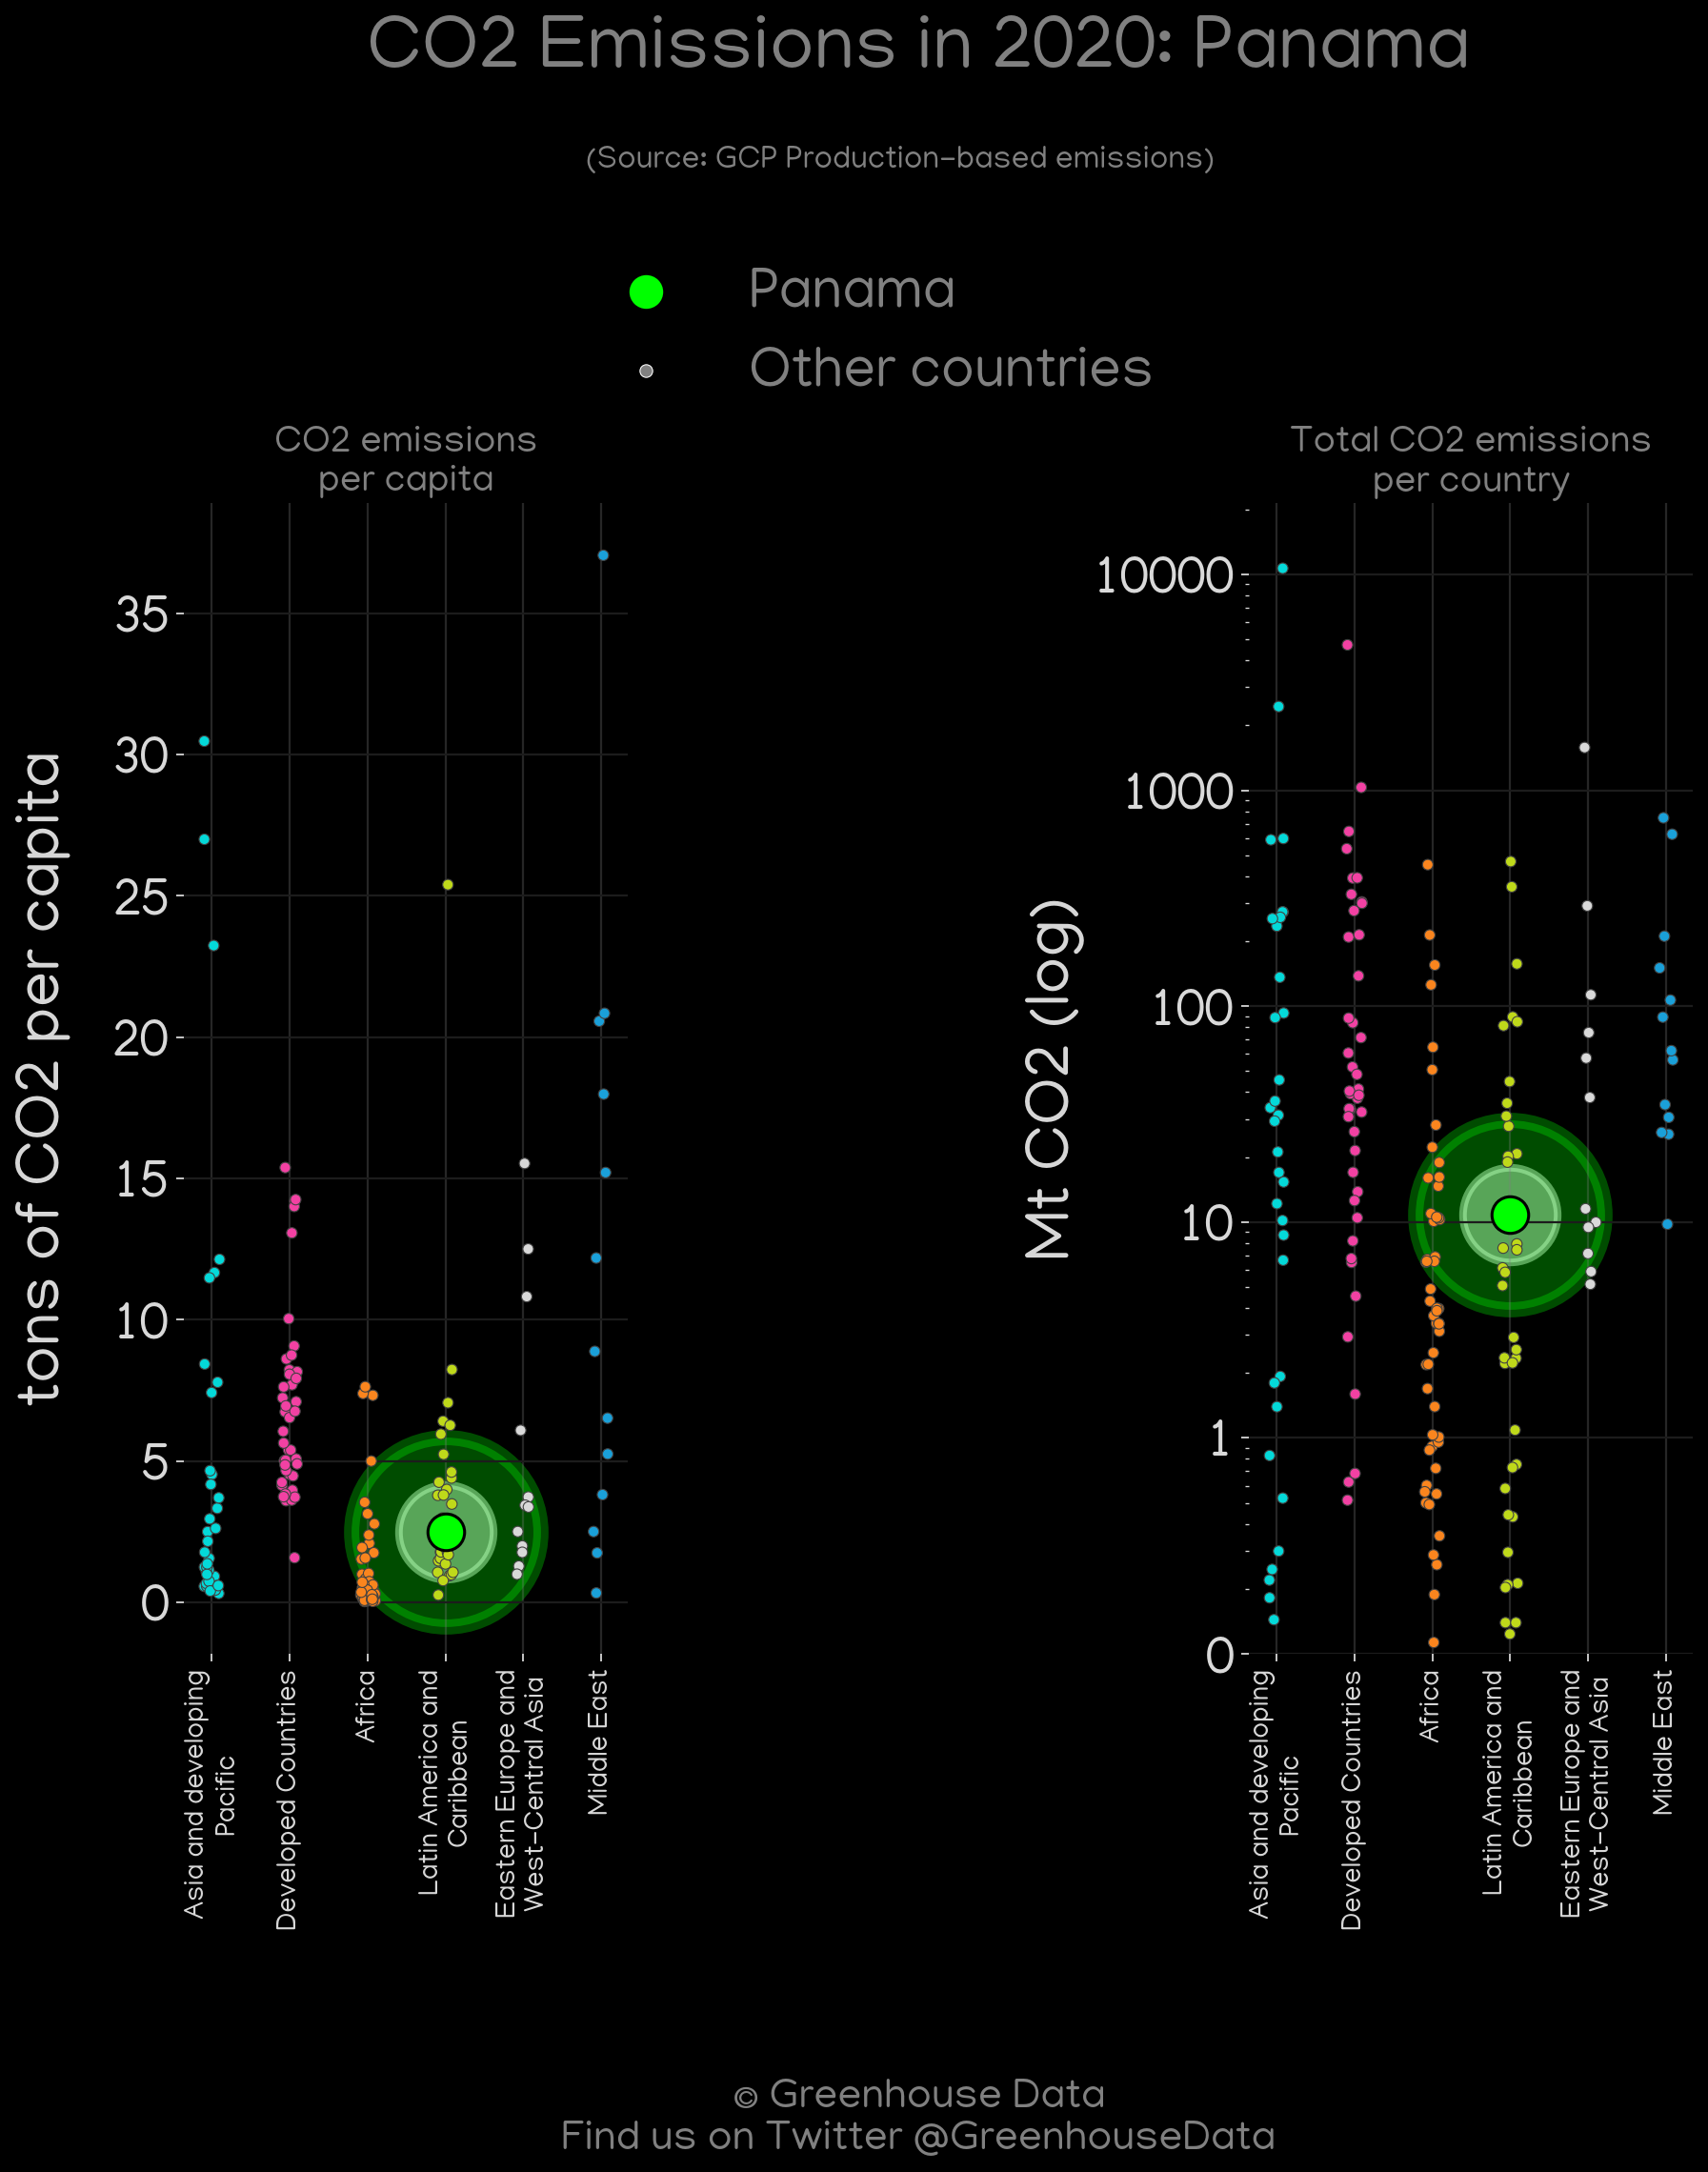 CO2 Emissions in 2020: Panama
(Source: GCP Production-based emissions)
Panama
Other countries
CO2 emissions
per capita
tons of CO2 per capita
35
30
25
20
15
10
5
0
Asia and developing
Pacific
Developed Countries
Africa
Latin America and
Caribbean
Eastern Europe and
West-Central Asia
Middle East
Total CO2 emissions
per country
Mt CO2 (log)
10000
1000
100
10
1
0
Asia and developing
Pacific
Developed Countries
Africa
Latin America and
Caribbean
Eastern Europe and
West-Central Asia
Middle East
© Greenhouse Data
Find us on Twitter @GreenhouseData